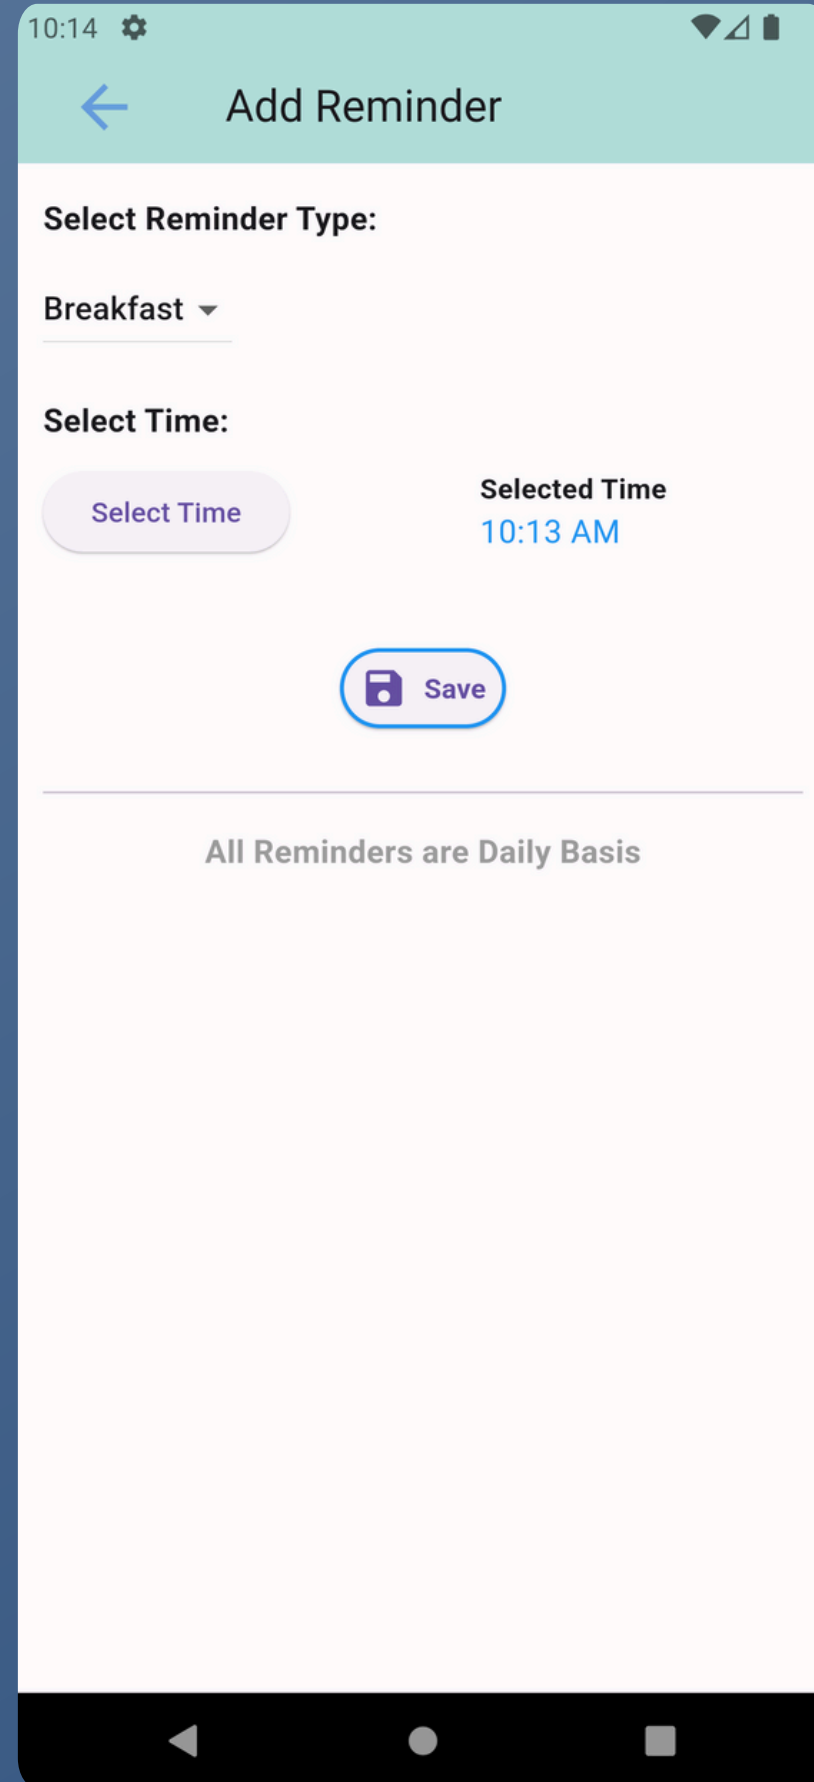 10:14
Add Reminder
Select Reminder Type:
Breakfast
Select Time:
Select Time
Selected Time
10:13 AM
Save
All Reminders are Daily Basis